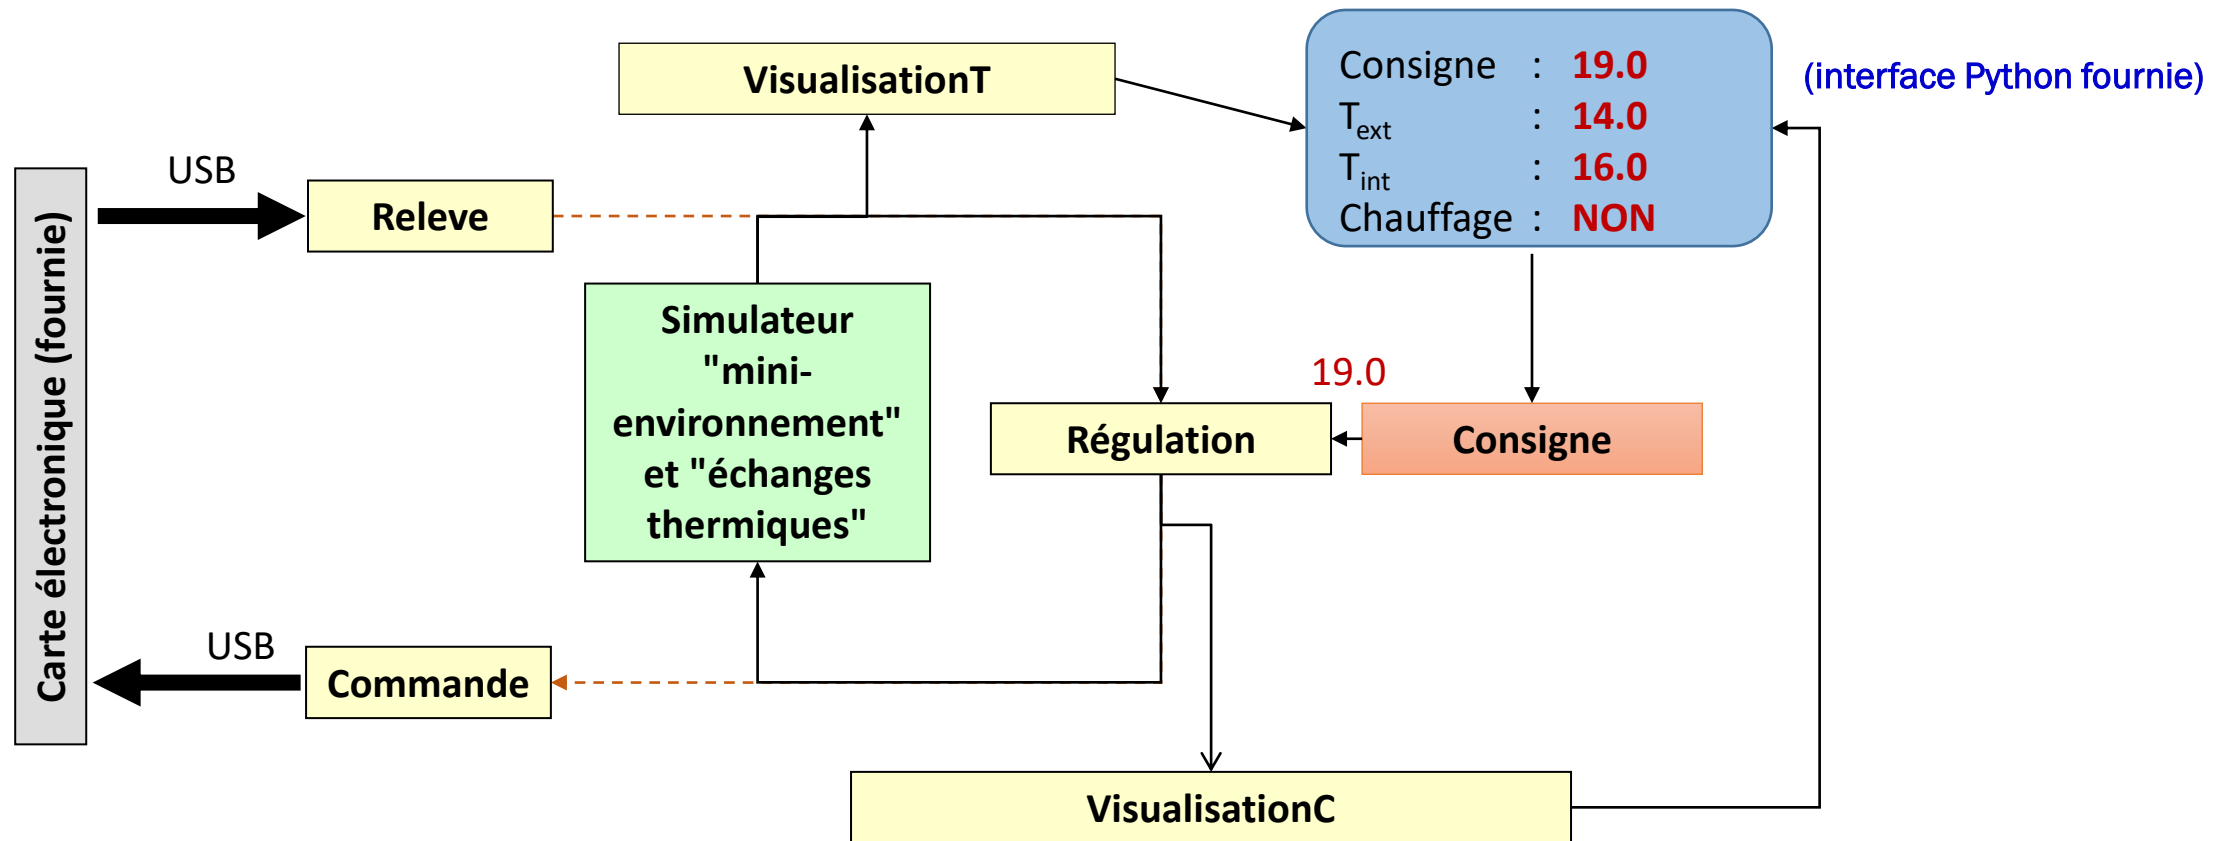 VisualisationT
Consigne : 19.0
Text : 14.0
Tint : 16.0
Chauffage : NON
(interface Python fournie)
USB
Releve
Carte électronique (fournie)
Simulateur
"mini-
environnement"
et "échanges
thermiques"
19.0
Régulation
Consigne
USB
Commande
VisualisationC